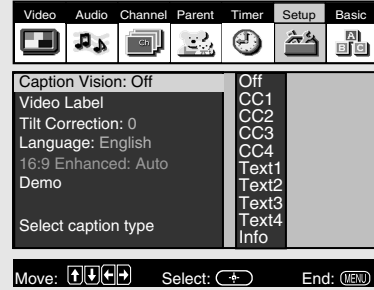 Video Audio Channel Parent Timer Setup Basic
Ch
A
B C
Caption Vision: Off
Video Label
Tilt Correction: 0
Language: English
16:9 Enhanced: Auto
Demo
Select caption type
Off
CC1
CC2
CC3
CC4
Text1
Text2
Text3
Text4
Info
Move: Select: End: MENU